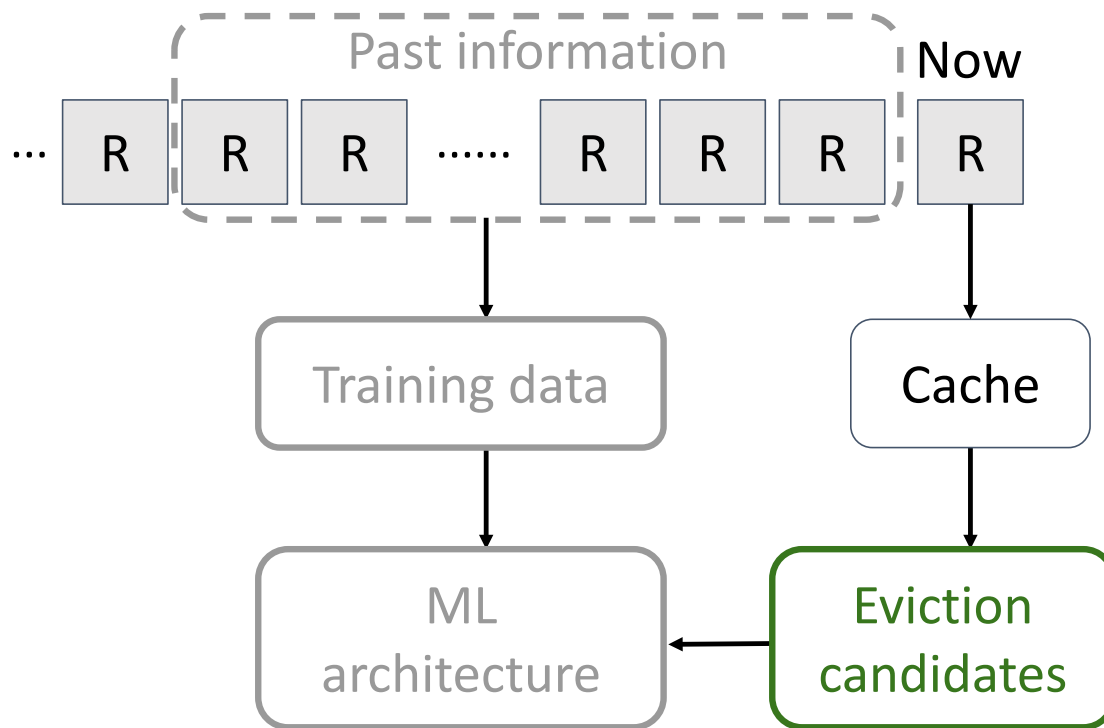 Past information
Now
... R R R ...... R R R R
Training data
Cache
ML
architecture
Eviction
candidates